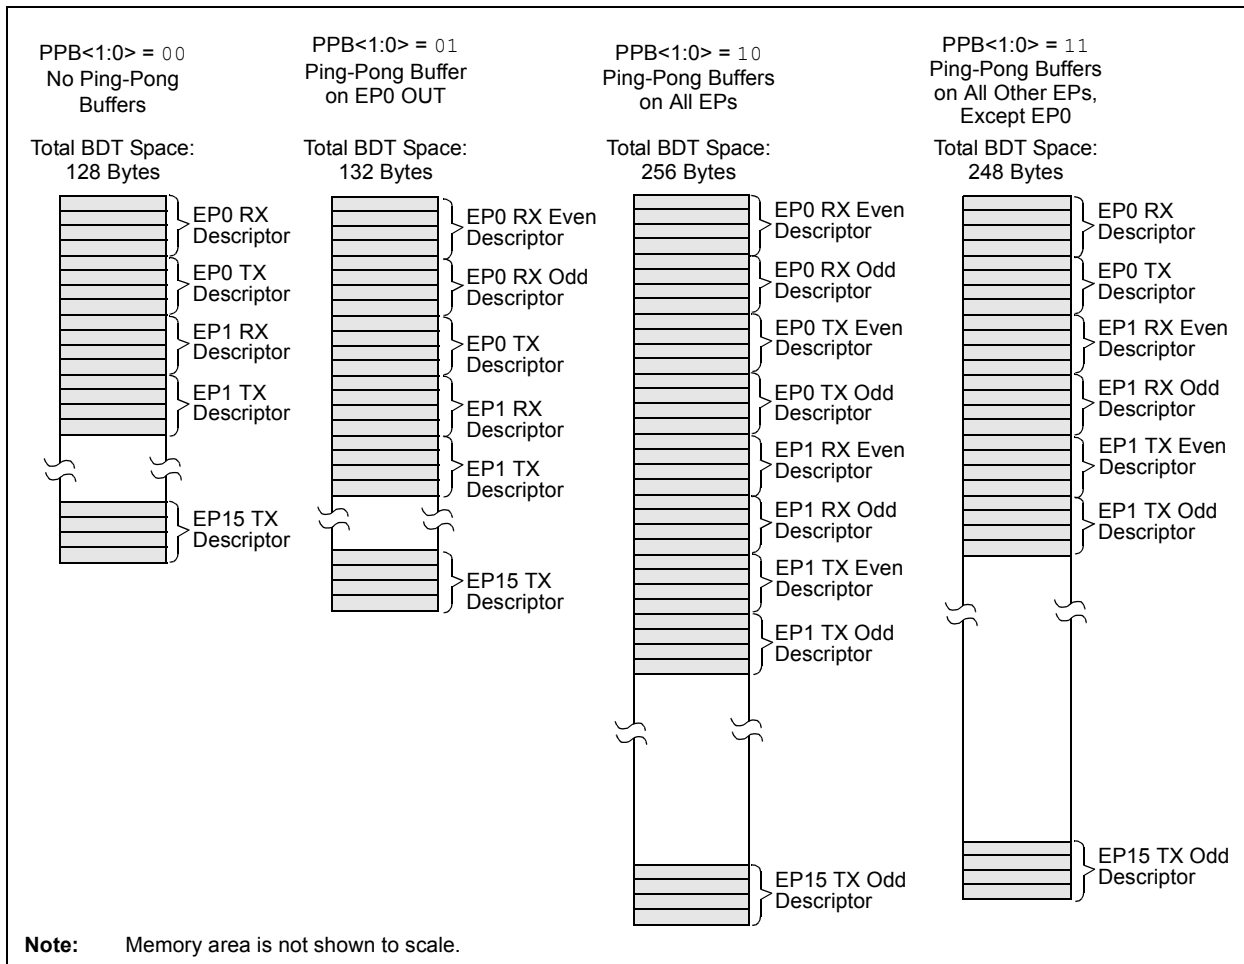 PPB<1:0> = 00
No Ping-Pong
Buffers
Total BDT Space:
128 Bytes
EP0 RX
Descriptor
EP0 TX
Descriptor
EP1 RX
Descriptor
EP1 TX
Descriptor
EP15 TX
Descriptor
PPB<1:0> = 01
Ping-Pong Buffer
on EP0 OUT
Total BDT Space:
132 Bytes
EP0 RX Even
Descriptor
EP0 RX Odd
Descriptor
EP0 TX
Descriptor
EP1 RX
Descriptor
EP1 TX
Descriptor
EP15 TX
Descriptor
PPB<1:0> = 10
Ping-Pong Buffers
on All EPs
Total BDT Space:
256 Bytes
EP0 RX Even
Descriptor
EP0 RX Odd
Descriptor
EP0 TX Even
Descriptor
EP0 TX Odd
Descriptor
EP1 RX Even
Descriptor
EP1 RX Odd
Descriptor
EP1 TX Even
Descriptor
EP1 TX Odd
Descriptor
EP15 TX Odd
Descriptor
PPB<1:0> = 11
Ping-Pong Buffers
on All Other EPs,
Except EP0
Total BDT Space:
248 Bytes
EP0 RX
Descriptor
EP0 TX
Descriptor
EP1 RX Even
Descriptor
EP1 RX Odd
Descriptor
EP1 TX Even
Descriptor
EP1 TX Odd
Descriptor
EP15 TX Odd
Descriptor
Note: Memory area is not shown to scale.